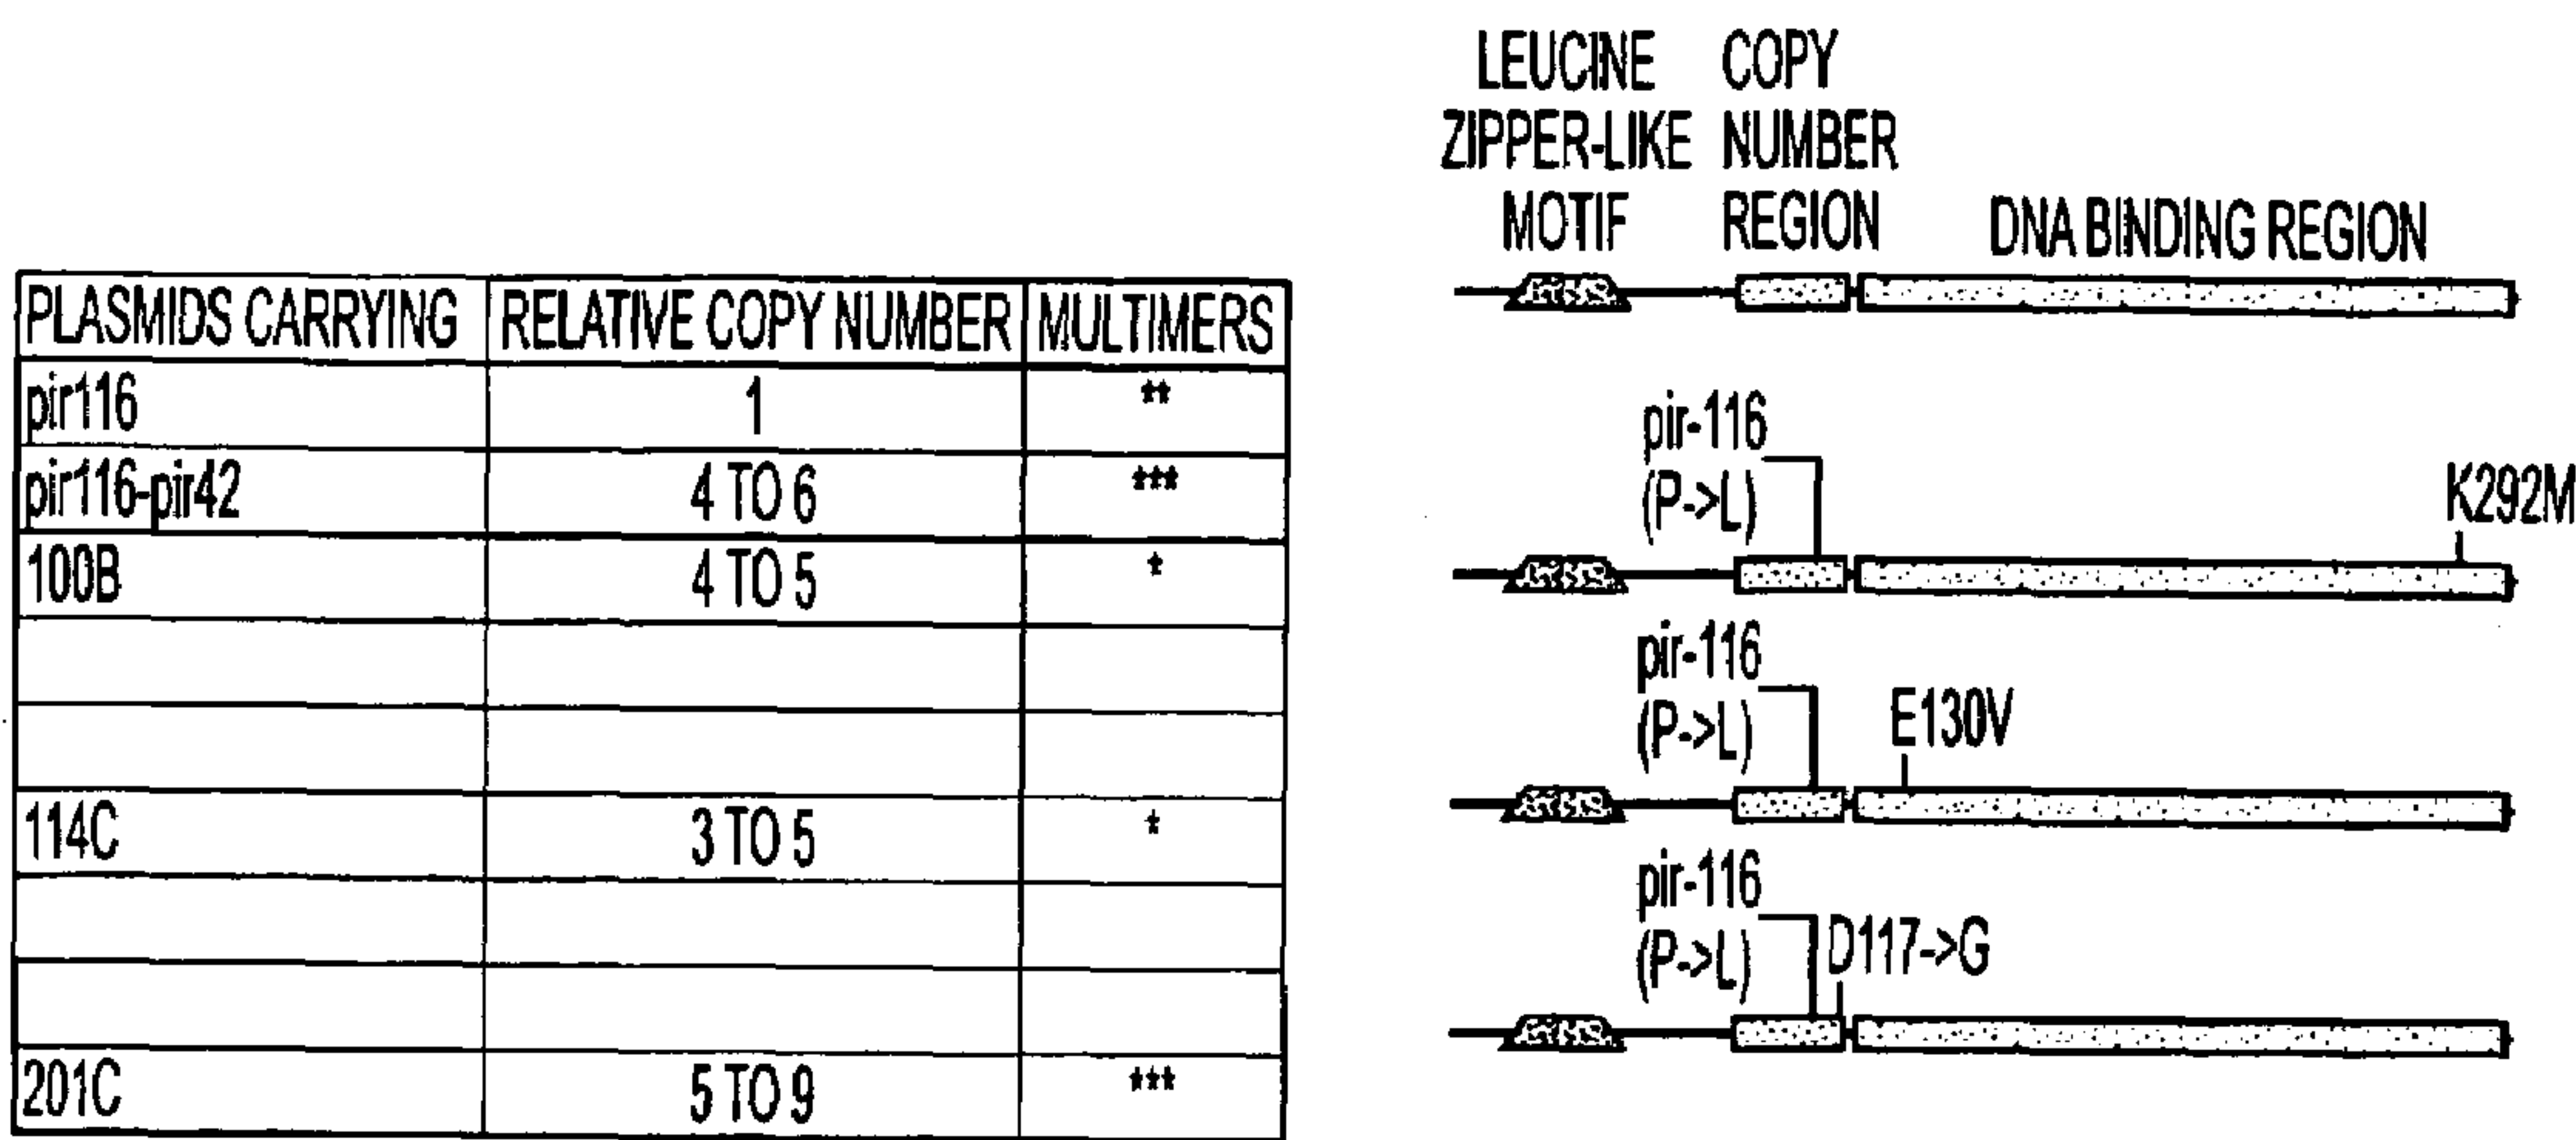 PLASMIDS CARRYING RELATIVE COPY NUMBER MULTIMERS
pir116 1 **
pir116-pir42 4 TO 6 ***
100B 4 TO 5 *
114C 3 TO 5 *
201C 5 TO 9 ***
LEUCINE COPY
ZIPPER-LIKE NUMBER
MOTIF REGION DNA BINDING REGION
pir-116
(P->L)
K292M
pir-116
(P->L)
E130V
pir-116
(P->L)
D117->G